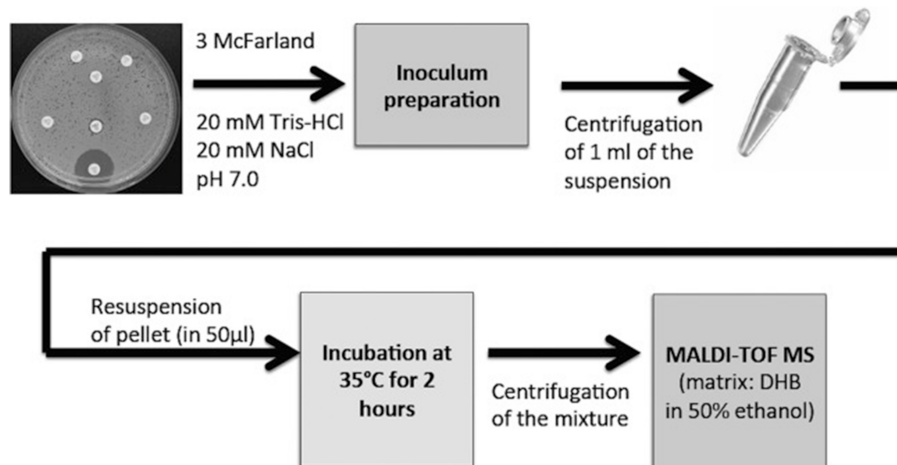 3 McFarland
20 mM Tris-HCl
20 mM NaCl
pH 7.0
Inoculum
preparation
Centrifugation
of 1 ml of the
suspension
Resuspension
of pellet (in 50µl)
Incubation at
35°C for 2
hours
Centrifugation
of the mixture
MALDI-TOF MS
(matrix: DHB
in 50% ethanol)